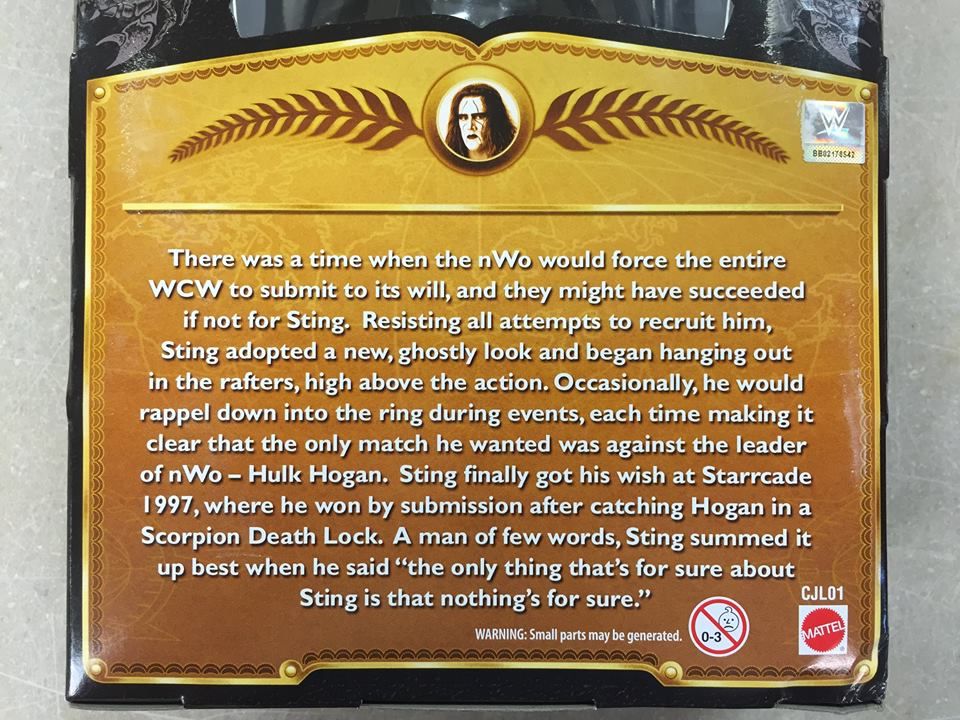 W
BB02178542
There was a time when the nWo would force the entire
WCW to submit to its will, and they might have succeeded
if not for Sting. Resisting all attempts to recruit him,
Sting adopted a new, ghostly look and began hanging out
in the rafters, high above the action. Occasionally, he would
rappel down into the ring during events, each time making it
clear that the only match he wanted was against the leader
of nWo – Hulk Hogan. Sting finally got his wish at Starrcade
1997, where he won by submission after catching Hogan in a
Scorpion Death Lock. A man of few words, Sting summed it
up best when he said “the only thing that’s for sure about
Sting is that nothing’s for sure.”
WARNING: Small parts may be generated.
0-3
CJL01
MATTEL